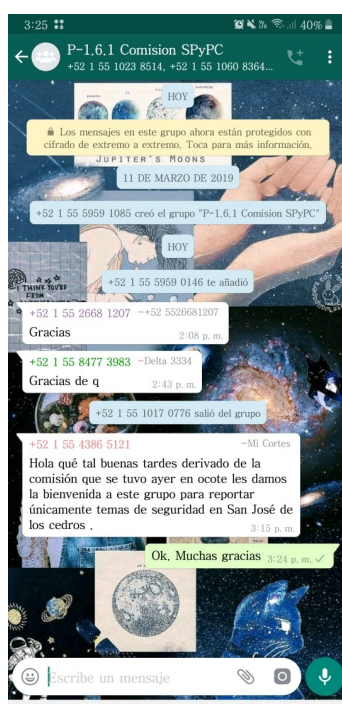 3:25
40%
P-1.6.1 Comision SPyPC
+52 1 55 1023 8514, +52 1 55 1060 8364...
HOY
Los mensajes en este grupo ahora están protegidos con
cifrado de extremo a extremo. Toca para más información.
JUPITER'S MOONS
11 DE MARZO DE 2019
+52 1 55 5959 1085 creó el grupo "P-1.6.1 Comision SPyPC"
HOY
+52 1 55 5959 0146 te añadió
I THINK YOU'RE
FROM
+52 1 55 2668 1207 ~+52 5526681207
Gracias
2:08 p. m.
+52 1 55 8477 3983 ~Delta 3334
Gracias de q
2:43 p. m.
+52 1 55 1017 0776 salió del grupo
+52 1 55 4386 5121 ~Mi Cortes
Hola qué tal buenas tardes derivado de la
comisión que se tuvo ayer en ocote les damos
la bienvenida a este grupo para reportar
únicamente temas de seguridad en San José de
los cedros .
3:15 p. m.
Ok. Muchas gracias 3:24 p. m.
Escribe un mensaje